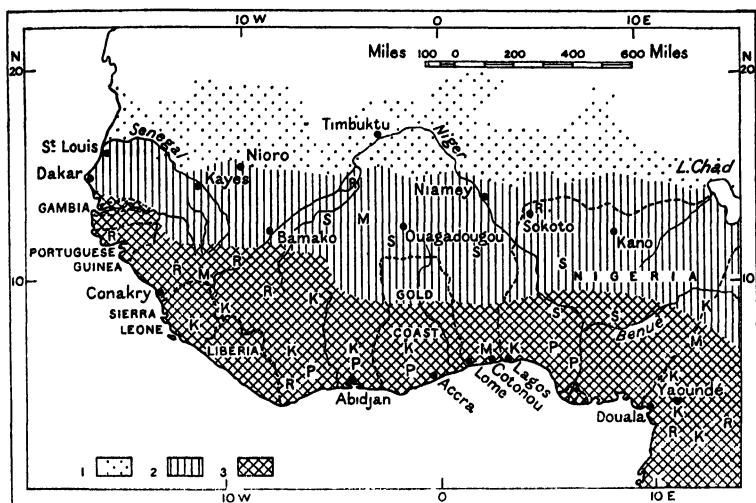 10 W 0 10 E
N Miles 100 0 200 400 600 Miles N
20 20
Timbuktu
St Louis Senegal Nioro Niger
Dakar Kayes L. Chad
GAMBIA R Niamey R Sokoto
S M
R Bamako Ouagadougou Kano
PORTUGUESE GUINEA S S S
R M R NIGERIA
10 R 10
Conakry K K GOLD S S K
SIERRA LEONE Benue M
K LIBERIA K K COAST K M K P K
P P P P K
R Abidjan Accra Lome Cotonou Lagos R Yaoundé
Douala K K
R K R
1 2 3
10 W 0 10 E